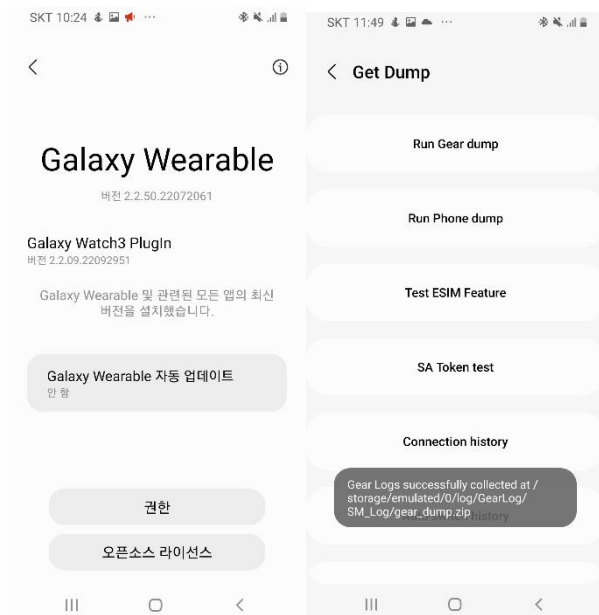 SKT 10:24
Galaxy Wearable
버전 2.2.50.22072061
Galaxy Watch3 PlugIn
버전 2.2.09.22092951
Galaxy Wearable 및 관련된 모든 앱의 최신
버전을 설치했습니다.
Galaxy Wearable 자동 업데이트
안 함
권한
오픈소스 라이선스
SKT 11:49
Get Dump
Run Gear dump
Run Phone dump
Test ESIM Feature
SA Token test
Connection history
Gear Logs successfully collected at /
storage/emulated/0/log/GearLog/
SM_Log/gear_dump.zip
history